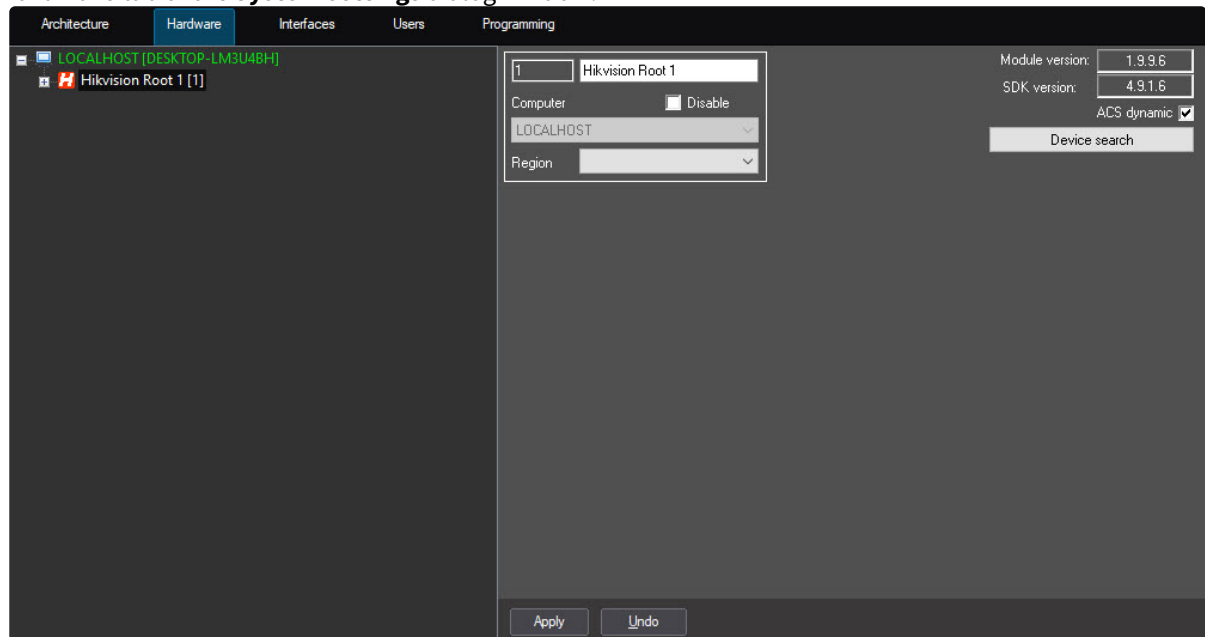 Architecture Hardware Interfaces Users Programming
LOCALHOST [DESKTOP-LM3U4BH]
Hikvision Root 1 [1]
1 Hikvision Root 1
Computer Disable
LOCALHOST
Region
Module version: 1.9.9.6
SDK version: 4.9.1.6
ACS dynamic
Device search
Apply Undo